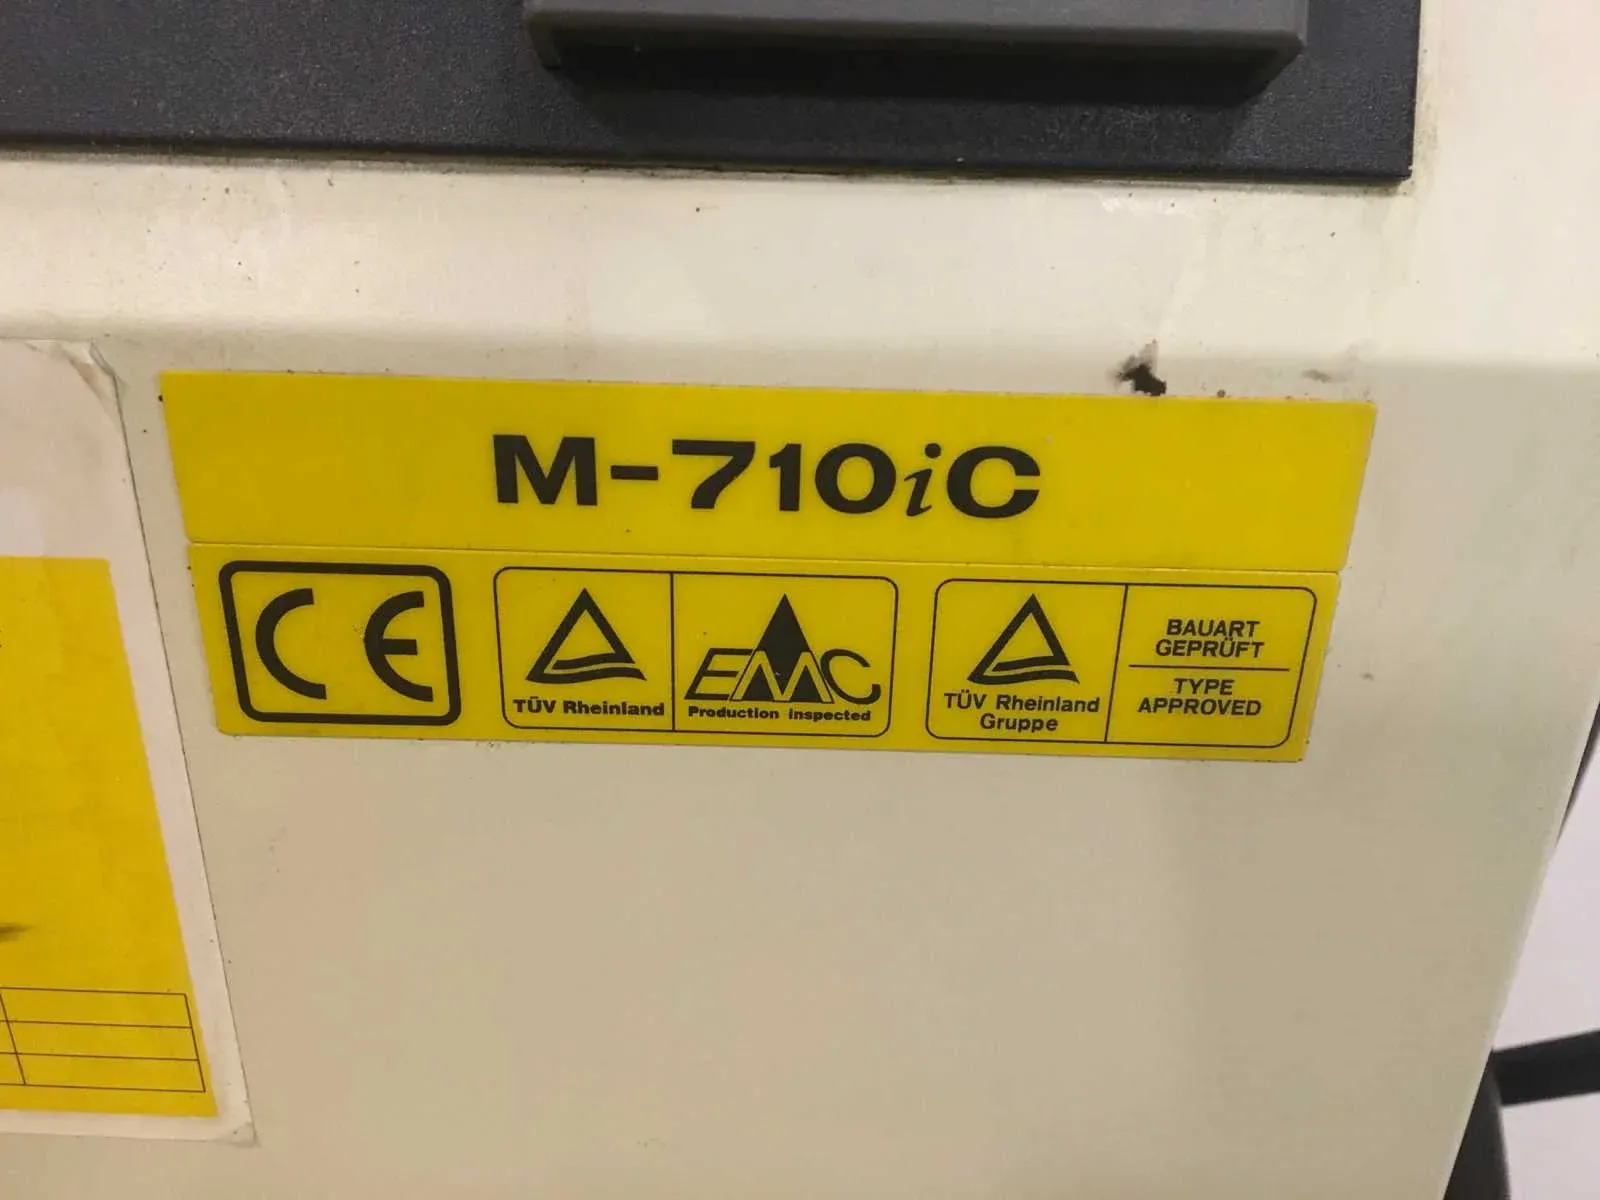 M-710iC
CE
TÜV Rheinland
EMC
Production inspected
TÜV Rheinland
Gruppe
BAUART
GEPRÜFT
TYPE
APPROVED